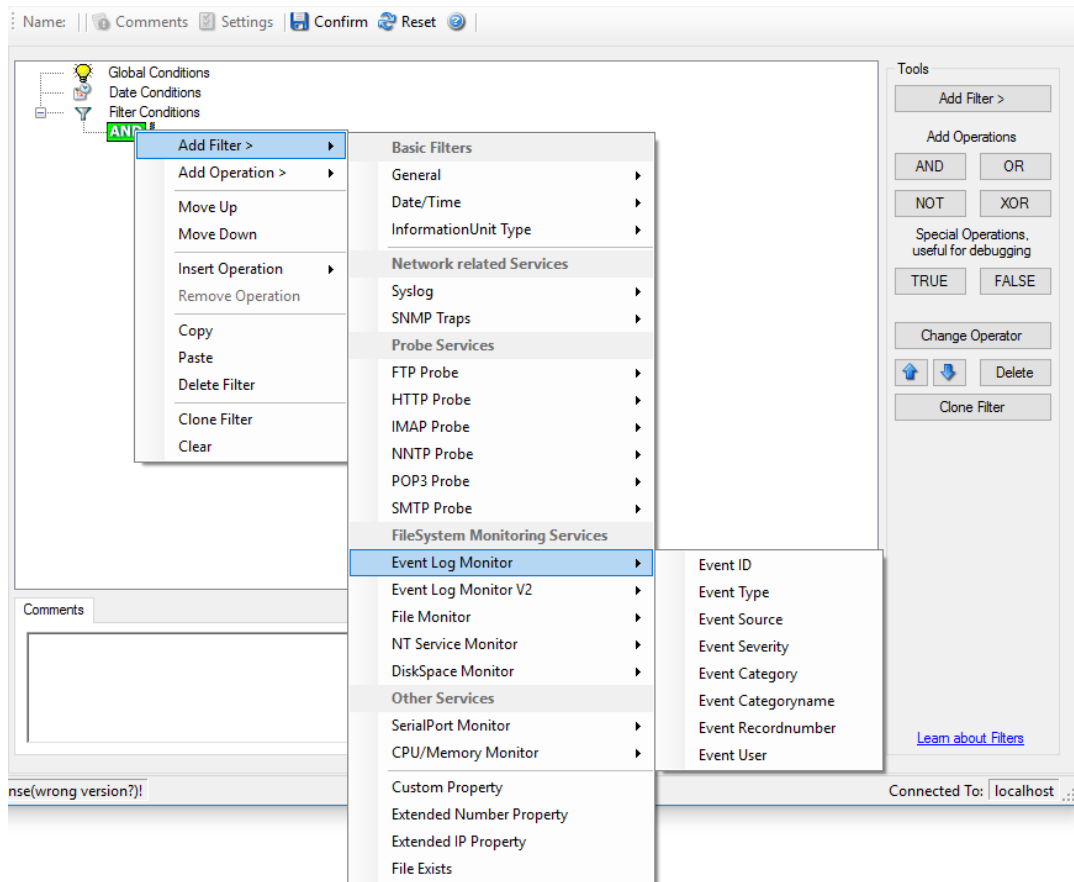 Name: Comments Settings Confirm Reset
Global Conditions
Date Conditions
Filter Conditions
AND
Add Filter >
Add Operation >
Move Up
Move Down
Insert Operation
Remove Operation
Copy
Paste
Delete Filter
Clone Filter
Clear
Basic Filters
General
Date/Time
InformationUnit Type
Network related Services
Syslog
SNMP Traps
Probe Services
FTP Probe
HTTP Probe
IMAP Probe
NNTP Probe
POP3 Probe
SMTP Probe
FileSystem Monitoring Services
Event Log Monitor
Event Log Monitor V2
File Monitor
NT Service Monitor
DiskSpace Monitor
Other Services
SerialPort Monitor
CPU/Memory Monitor
Custom Property
Extended Number Property
Extended IP Property
File Exists
Event ID
Event Type
Event Source
Event Severity
Event Category
Event Categoryname
Event Recordnumber
Event User
Tools
Add Filter >
Add Operations
AND OR
NOT XOR
Special Operations,
useful for debugging
TRUE FALSE
Change Operator
Delete
Clone Filter
Learn about Filters
Comments
nse(wrong version?)!
Connected To: localhost